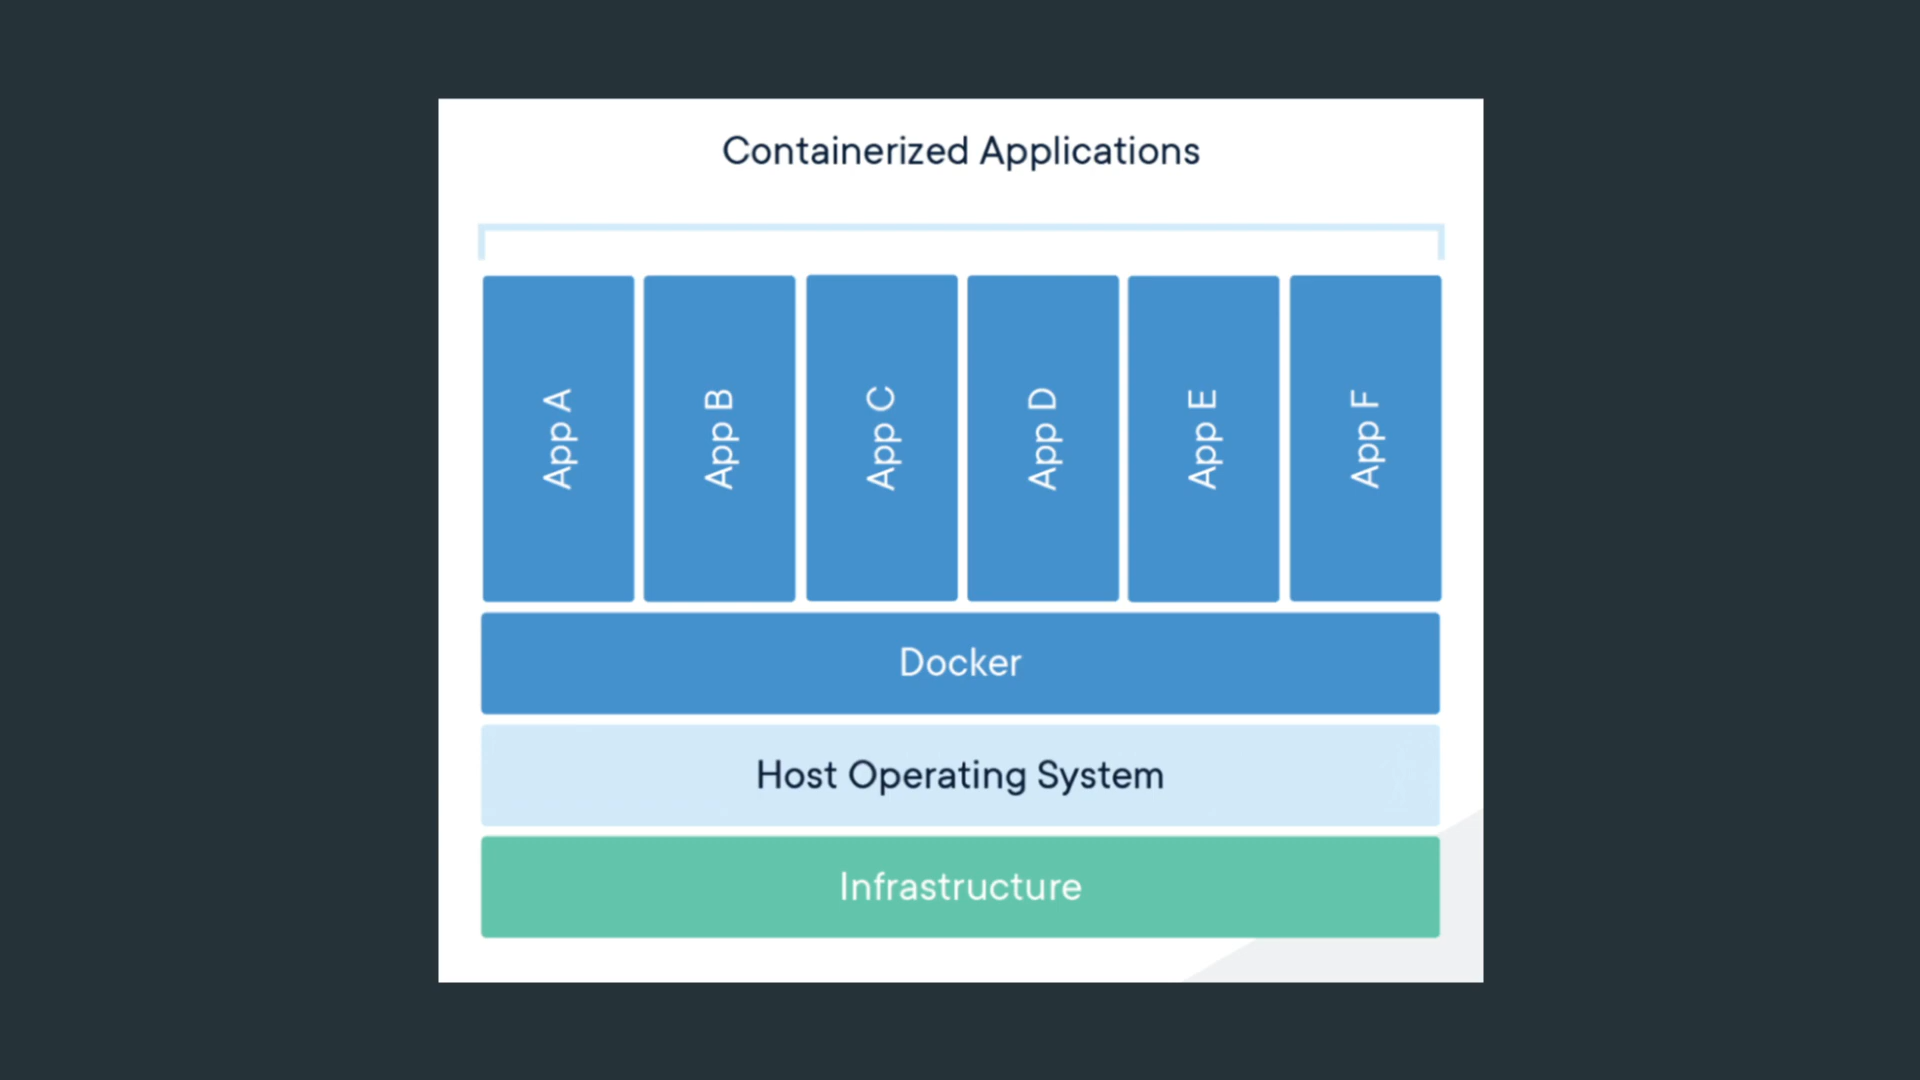 Containerized Applications
App A
App B
App C
App D
App E
App F
Docker
Host Operating System
Infrastructure